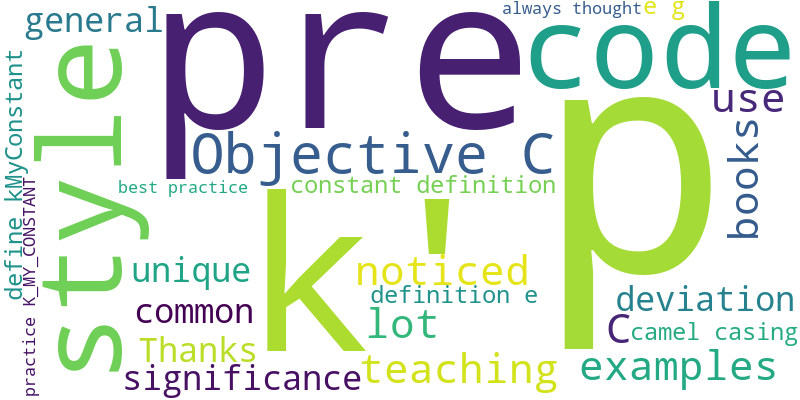 always thought
e g
general
pre
code
use
define kMyConstant
style
Objective C
p
books
best practice
constant definition
k'
practice K_MY_CONSTANT
unique
noticed
definition e
deviation
common
lot
C
camel casing
Thanks
significance
teaching
examples